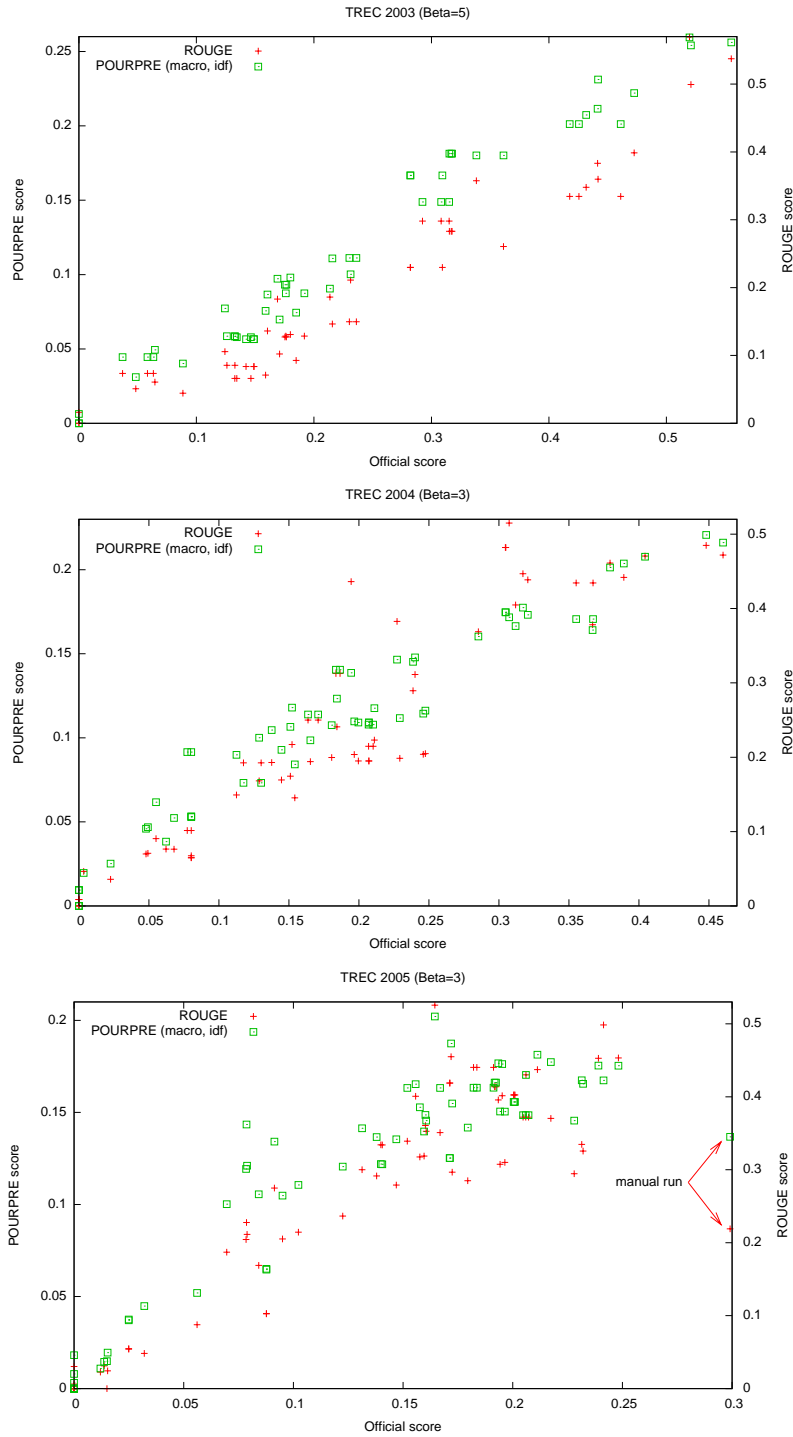 TREC 2003 (Beta=5)
ROUGE
POURPRE (macro, idf)
0.25
0.2
0.15
0.1
0.05
0
POURPRE score
0.5
0.4
0.3
0.2
0.1
0
ROUGE score
0 0.1 0.2 0.3 0.4 0.5
Official score
TREC 2004 (Beta=3)
ROUGE
POURPRE (macro, idf)
0.2
0.15
0.1
0.05
0
POURPRE score
0.5
0.4
0.3
0.2
0.1
0
ROUGE score
0 0.05 0.1 0.15 0.2 0.25 0.3 0.35 0.4 0.45
Official score
TREC 2005 (Beta=3)
ROUGE
POURPRE (macro, idf)
0.2
0.15
0.1
0.05
0
POURPRE score
manual run
0.5
0.4
0.3
0.2
0.1
0
ROUGE score
0 0.05 0.1 0.15 0.2 0.25 0.3
Official score